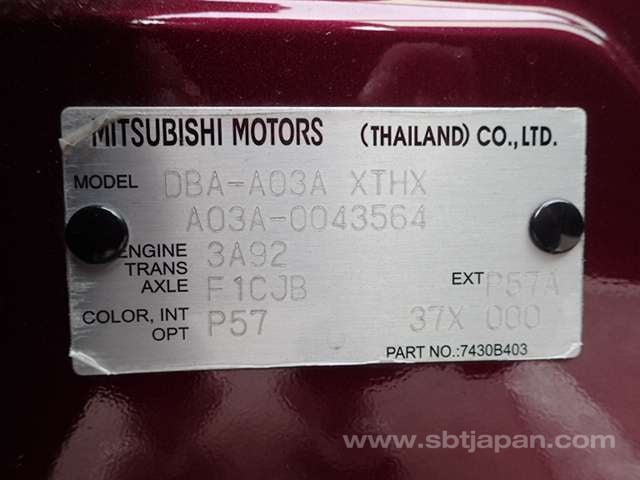 MITSUBISHI MOTORS (THAILAND) CO.,LTD.
MODEL DBA-A03A XTHX
A03A-0043564
ENGINE 3A92
TRANS
AXLE F1CJB EXT P57A
COLOR, INT
OPT P57 37X 000
PART NO.:7430B403
www.sbtjapan.com